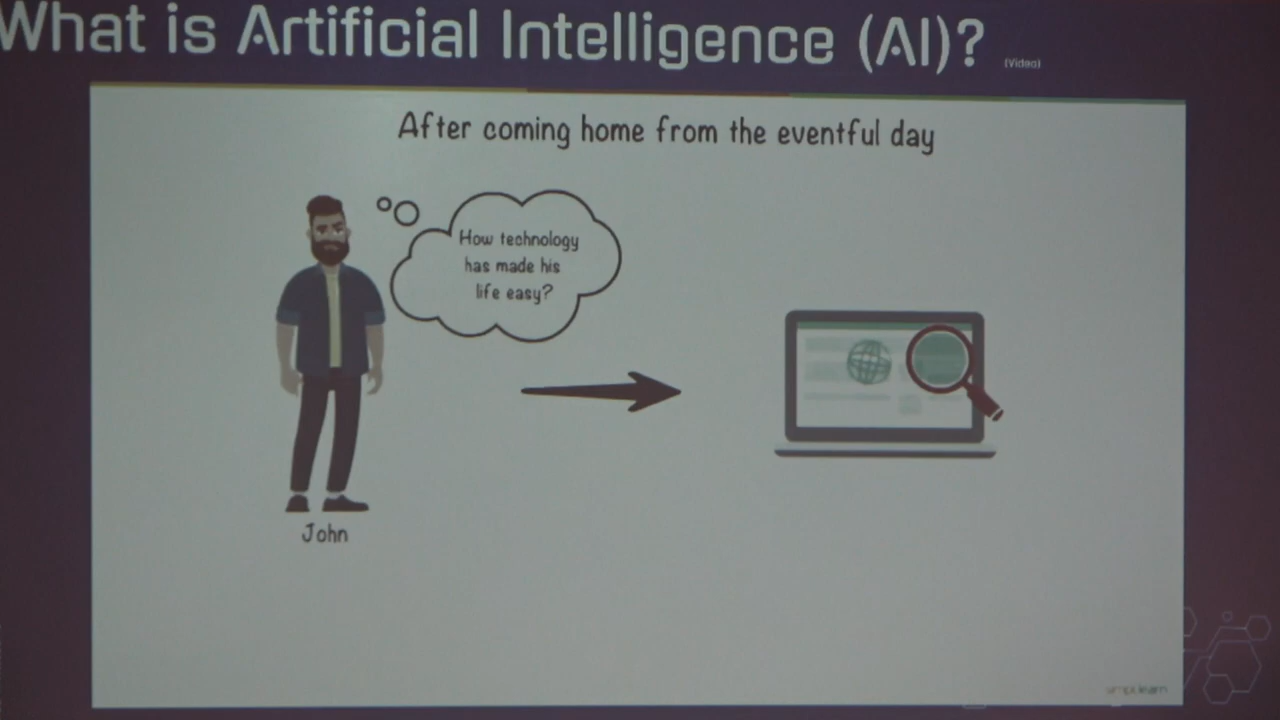 What is Artificial Intelligence (AI)? (Video)
After coming home from the eventful day
How technology
has made his
life easy?
John
simplilearn